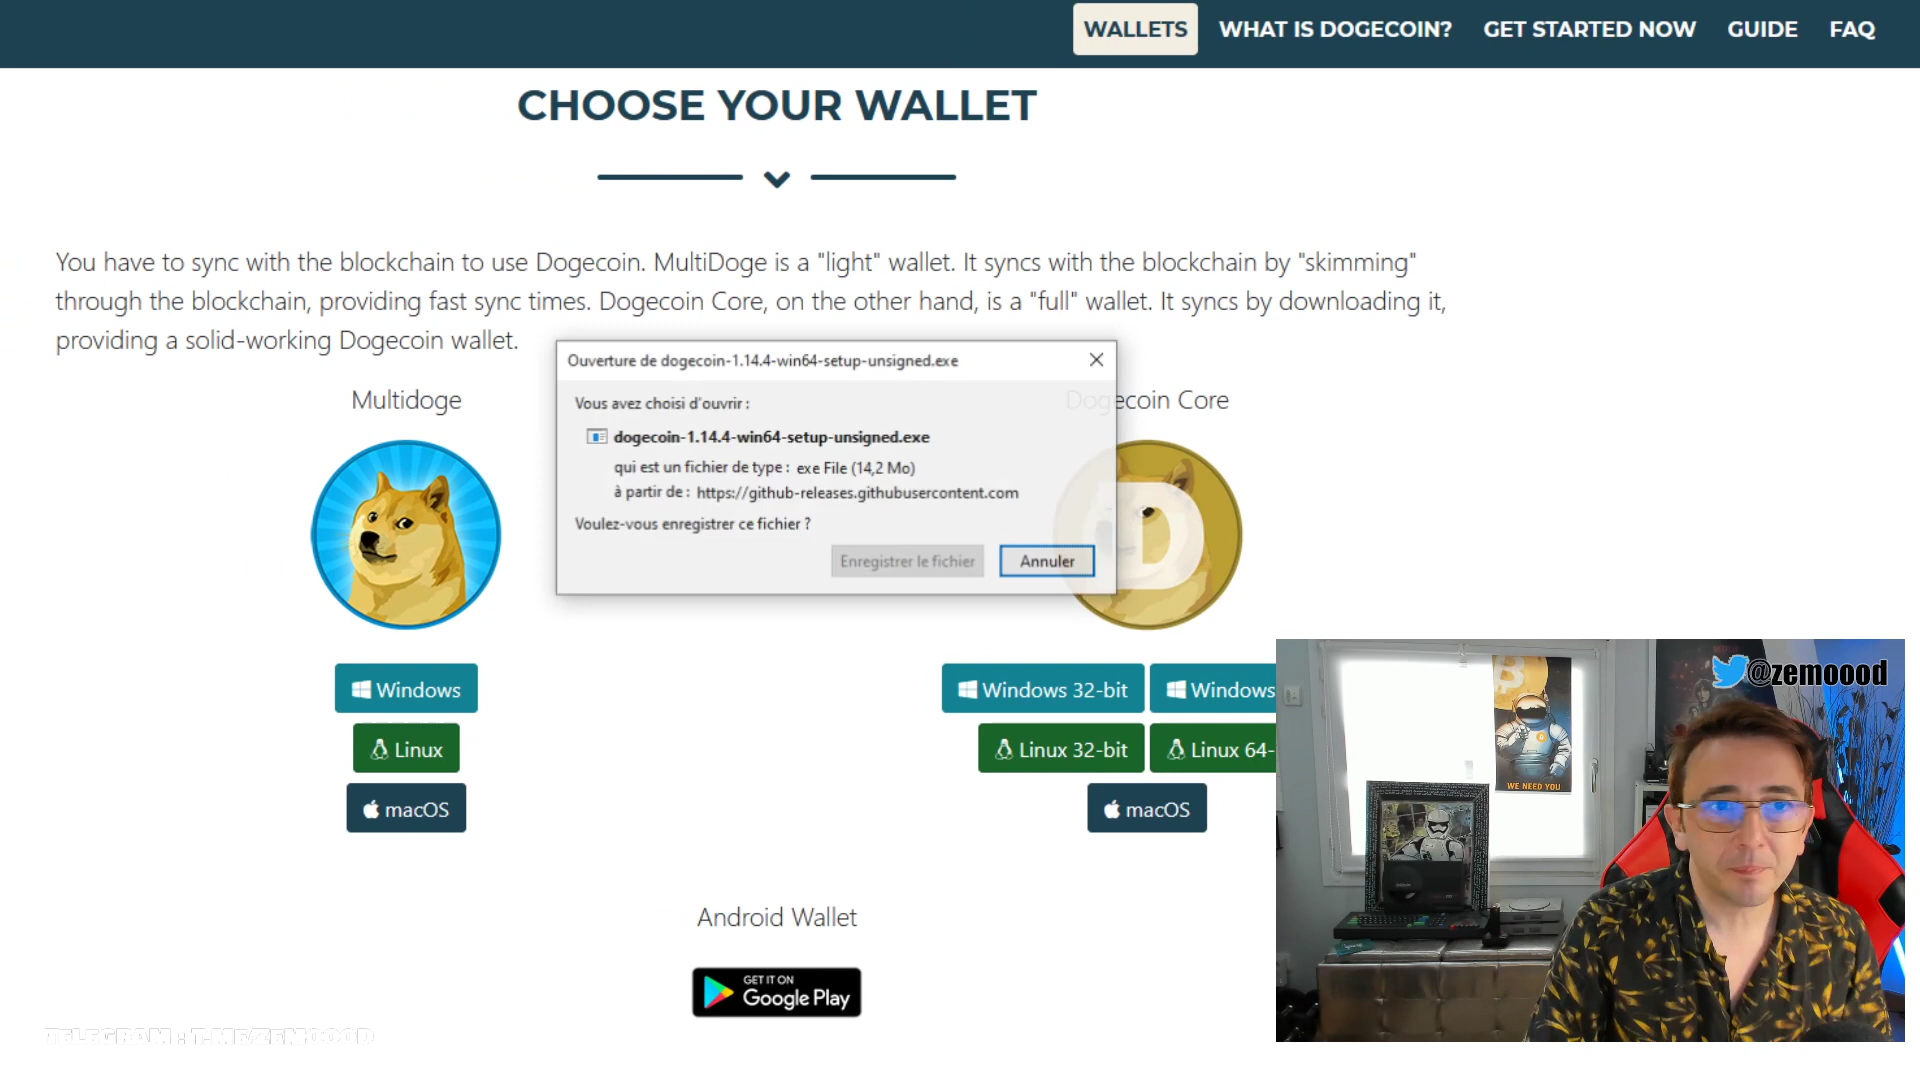 WALLETS WHAT IS DOGECOIN? GET STARTED NOW GUIDE FAQ
CHOOSE YOUR WALLET
You have to sync with the blockchain to use Dogecoin. MultiDoge is a "light" wallet. It syncs with the blockchain by "skimming"
through the blockchain, providing fast sync times. Dogecoin Core, on the other hand, is a "full" wallet. It syncs by downloading it,
providing a solid-working Dogecoin wallet.
Multidoge
Dogecoin Core
Ouverture de dogecoin-1.14.4-win64-setup-unsigned.exe
Vous avez choisi d'ouvrir :
dogecoin-1.14.4-win64-setup-unsigned.exe
qui est un fichier de type : exe File (14,2 Mo)
à partir de : https://github-releases.githubusercontent.com
Voulez-vous enregistrer ce fichier ?
Enregistrer le fichier Annuler
D
Windows
Linux
macOS
Windows 32-bit Windows
Linux 32-bit Linux 64-
macOS
Android Wallet
GET IT ON
Google Play
@zemoood
WE NEED YOU
TELEGRAM : T.ME/ZEMOOOD